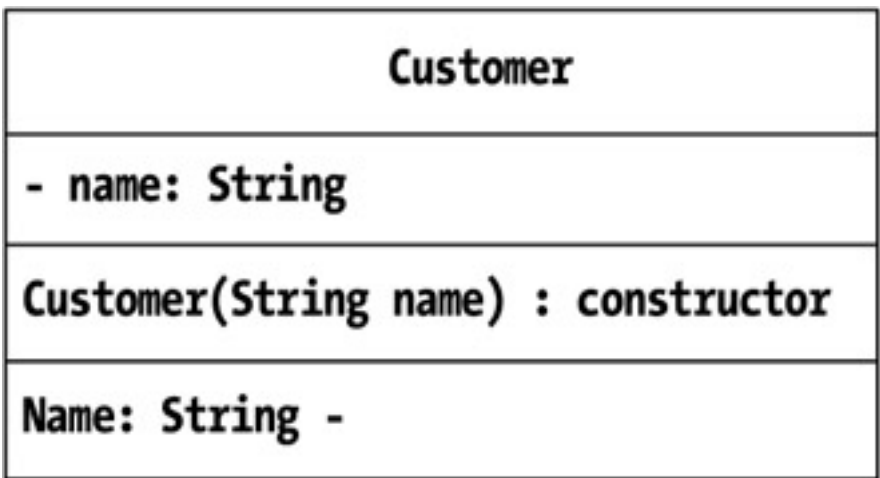 Customer
- name: String
Customer(String name) : constructor
Name: String -